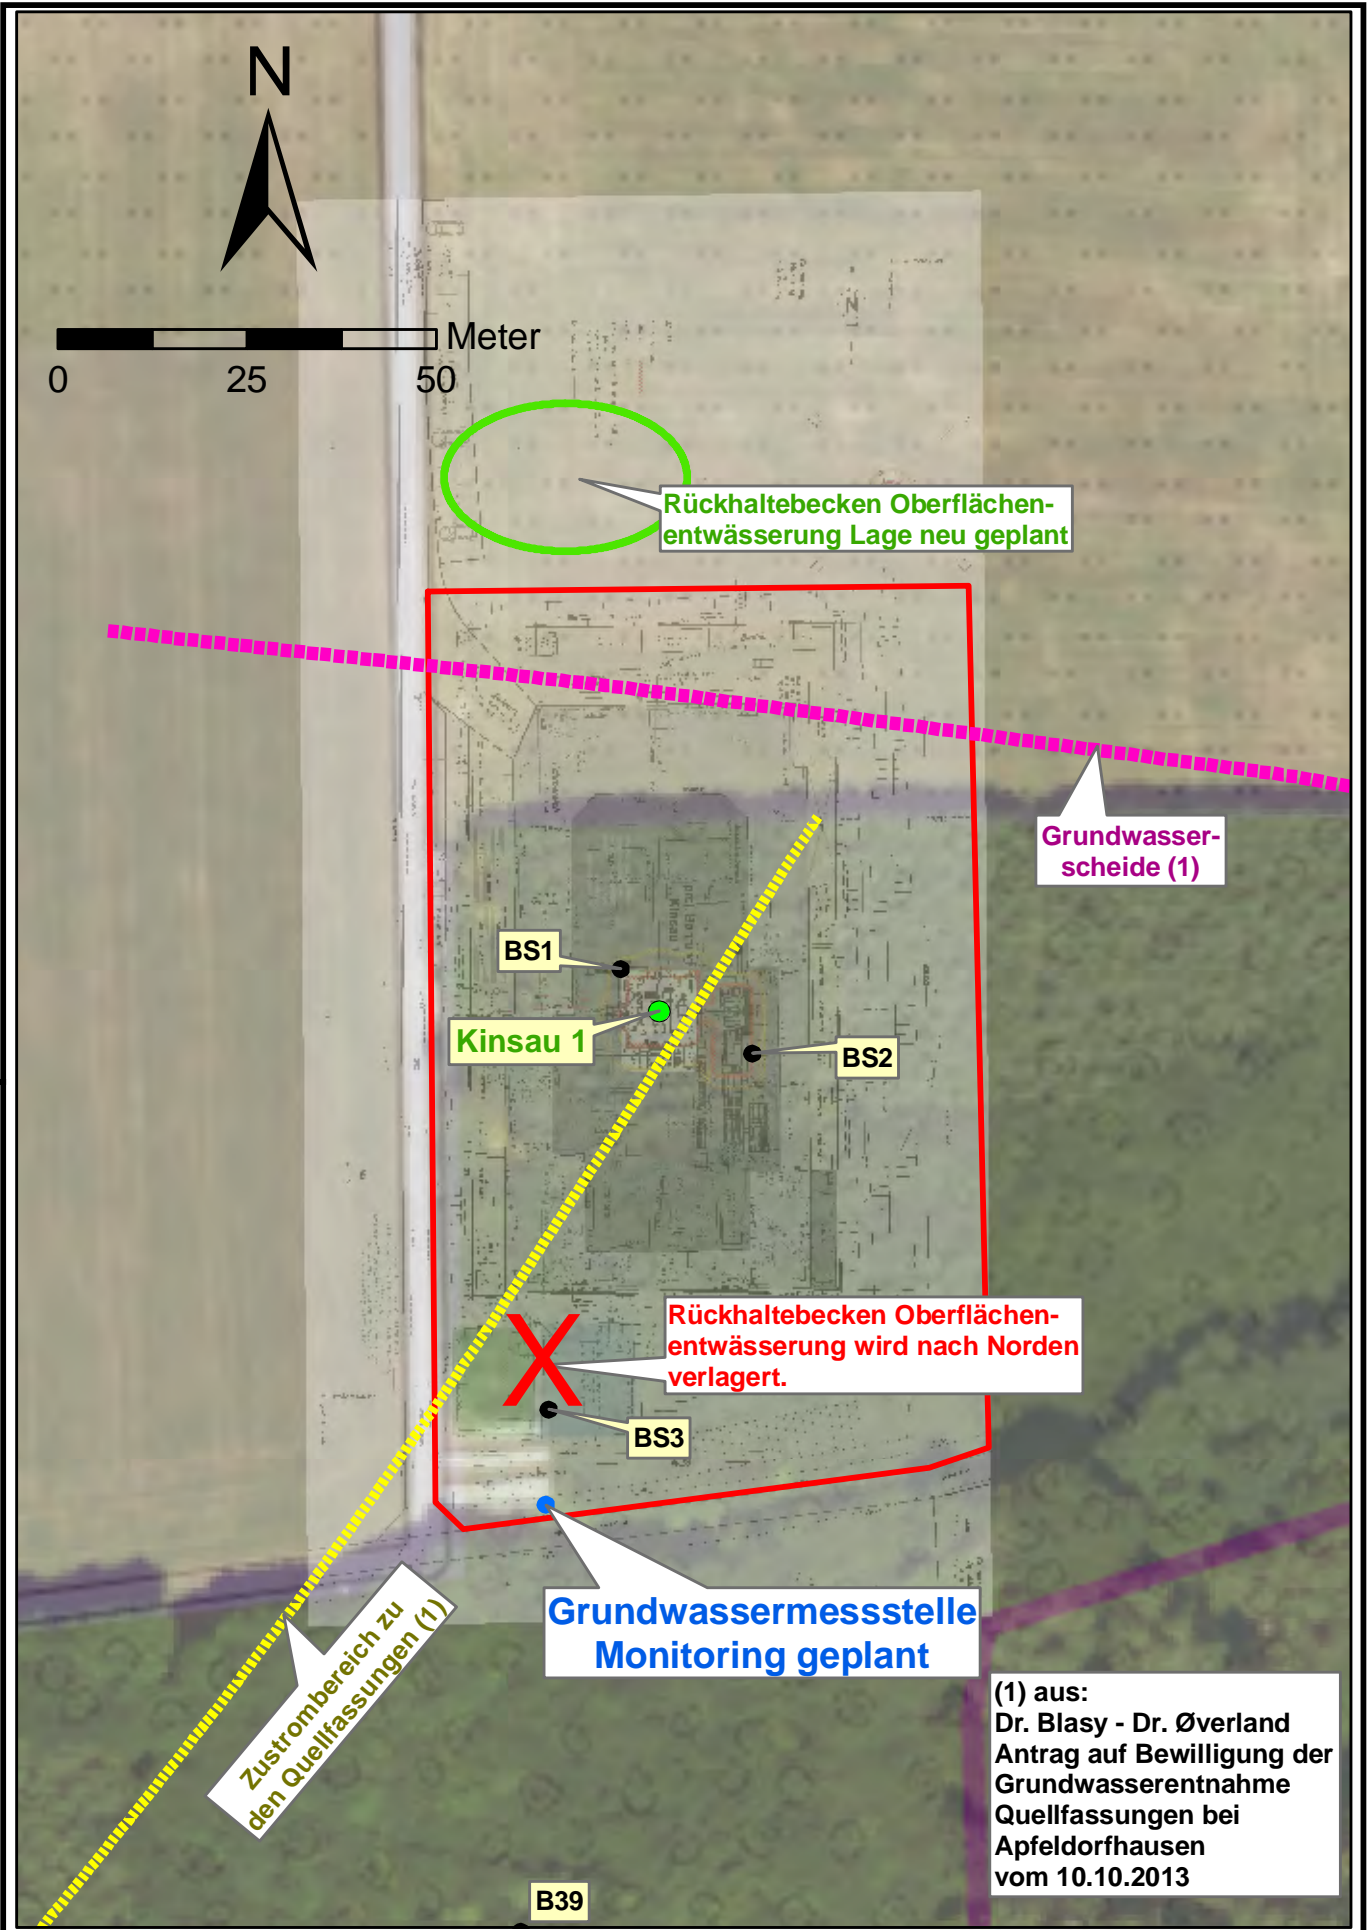 N
Meter
0 25 50
Rückhaltebecken Oberflächen-
entwässerung Lage neu geplant
Grundwasser-
scheide (1)
BS1
Kinsau 1
BS2
Rückhaltebecken Oberflächen-
entwässerung wird nach Norden
verlagert.
X
BS3
Grundwassermessstelle
Monitoring geplant
Zustrombereich zu
den Quellfassungen (1)
(1) aus:
Dr. Blasy - Dr. Øverland
Antrag auf Bewilligung der
Grundwasserentnahme
Quellfassungen bei
Apfeldorfhausen
vom 10.10.2013
B39